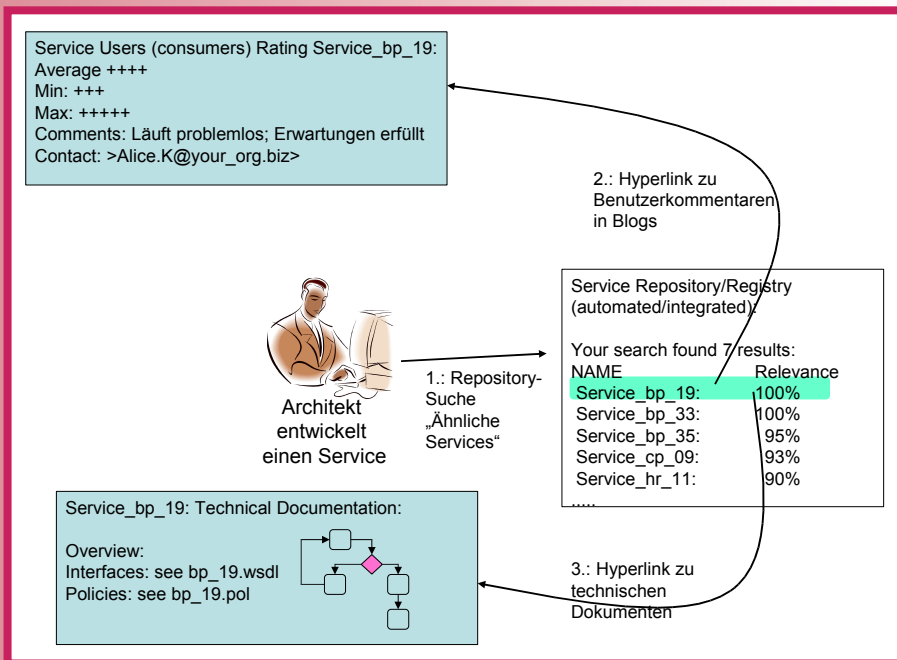 Service Users (consumers) Rating Service_bp_19:
Average ++++
Min: +++
Max: +++++
Comments: Läuft problemlos; Erwartungen erfüllt
Contact: >Alice.K@your_org.biz>
2.: Hyperlink zu
Benutzerkommentaren
in Blogs
Architekt
entwickelt
einen Service
1.: Repository-
Suche
„Ähnliche
Services“
Service Repository/Registry
(automated/integrated):
Your search found 7 results:
NAME Relevance
Service_bp_19: 100%
Service_bp_33: 100%
Service_bp_35: 95%
Service_cp_09: 93%
Service_hr_11: 90%
.....
Service_bp_19: Technical Documentation:
Overview:
Interfaces: see bp_19.wsdl
Policies: see bp_19.pol
3.: Hyperlink zu
technischen
Dokumenten